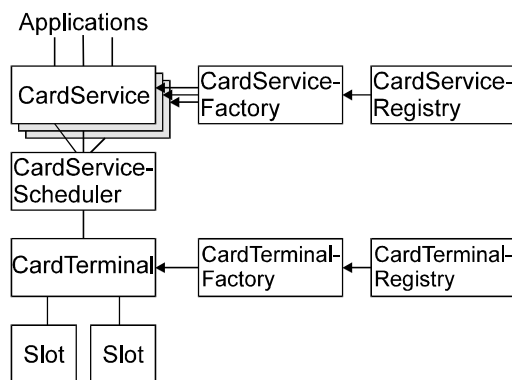 Applications
CardService
CardService-
Factory
CardService-
Registry
CardService-
Scheduler
CardTerminal
CardTerminal-
Factory
CardTerminal-
Registry
Slot
Slot